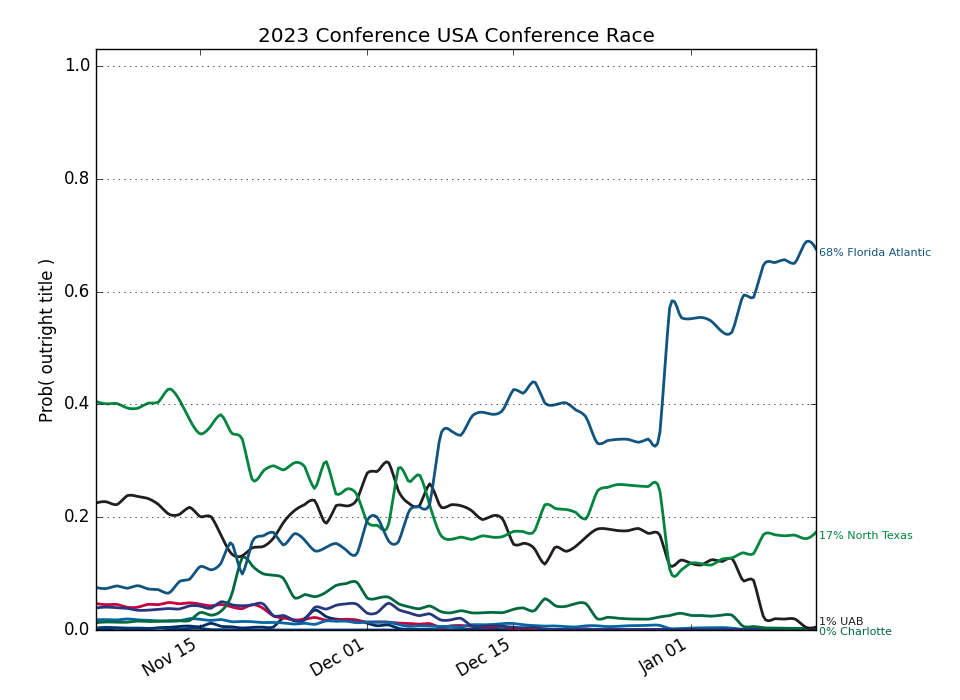 2023 Conference USA Conference Race
Prob( outright title )
1.0
0.8
0.6
0.4
0.2
0.0
Nov 15
Dec 01
Dec 15
Jan 01
68% Florida Atlantic
17% North Texas
1% UAB
0% Charlotte